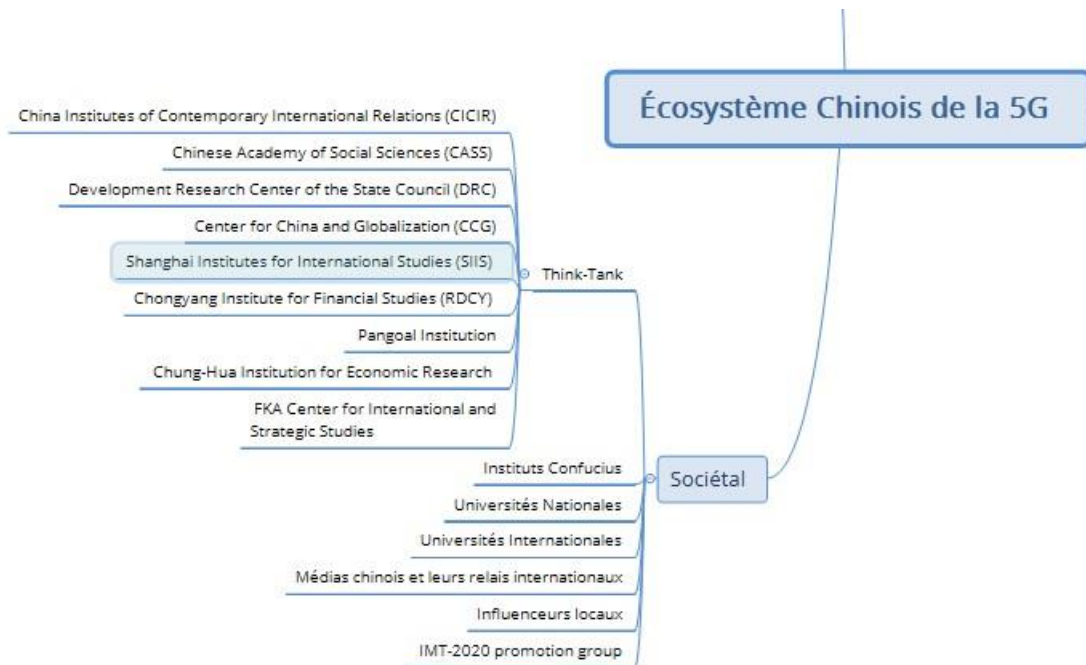 Écosystème Chinois de la 5G
China Institutes of Contemporary International Relations (CICIR)
Chinese Academy of Social Sciences (CASS)
Development Research Center of the State Council (DRC)
Center for China and Globalization (CCG)
Shanghai Institutes for International Studies (SIIS)
Think-Tank
Chongyang Institute for Financial Studies (RDCY)
Pangoal Institution
Chung-Hua Institution for Economic Research
FKA Center for International and
Strategic Studies
Instituts Confucius
Sociétal
Universités Nationales
Universités Internationales
Médias chinois et leurs relais internationaux
Influenceurs locaux
IMT-2020 promotion group